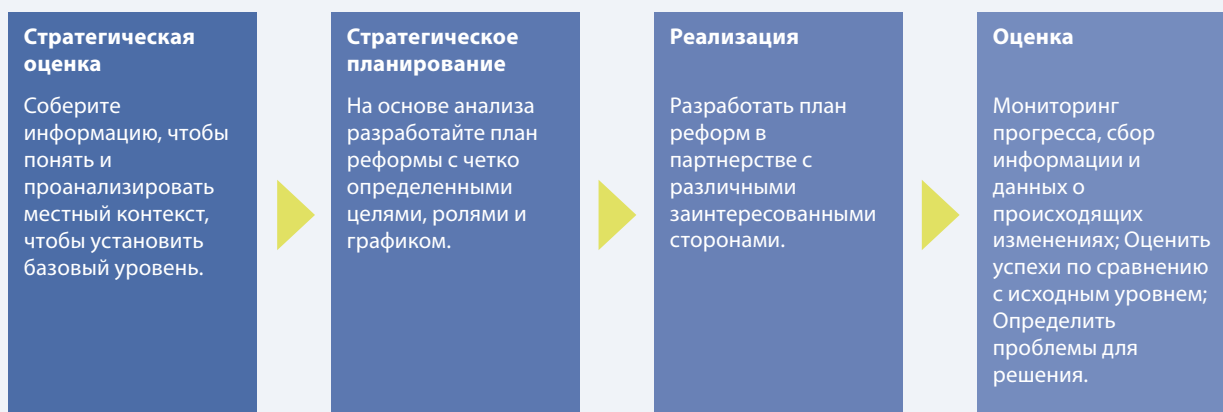 Стратегическая
оценка
Соберите
информацию, чтобы
понять и
проанализировать
местный контекст,
чтобы установить
базовый уровень.
Стратегическое
планирование
На основе анализа
разработайте план
реформы с четко
определенными
целями, ролями и
графиком.
Реализация
Разработать план
реформ в
партнерстве с
различными
заинтересованными
сторонами.
Оценка
Мониторинг
прогресса, сбор
информации и
данных о
происходящих
изменениях; Оценить
успехи по сравнению
с исходным уровнем;
Определить
проблемы для
решения.